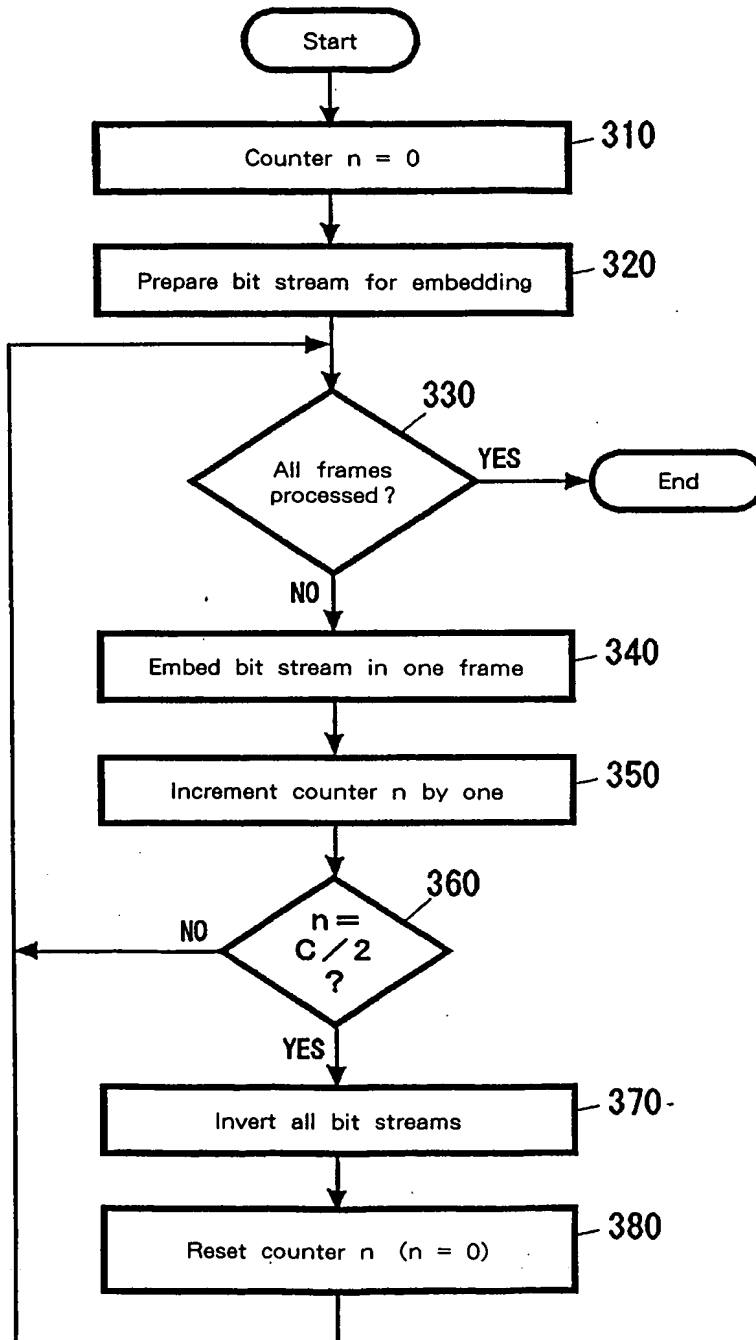 Start
310
Counter n = 0
320
Prepare bit stream for embedding
330
All frames
processed ?
YES
End
NO
340
Embed bit stream in one frame
350
Increment counter n by one
360
n =
C / 2
?
NO
YES
370
Invert all bit streams
380
Reset counter n (n = 0)